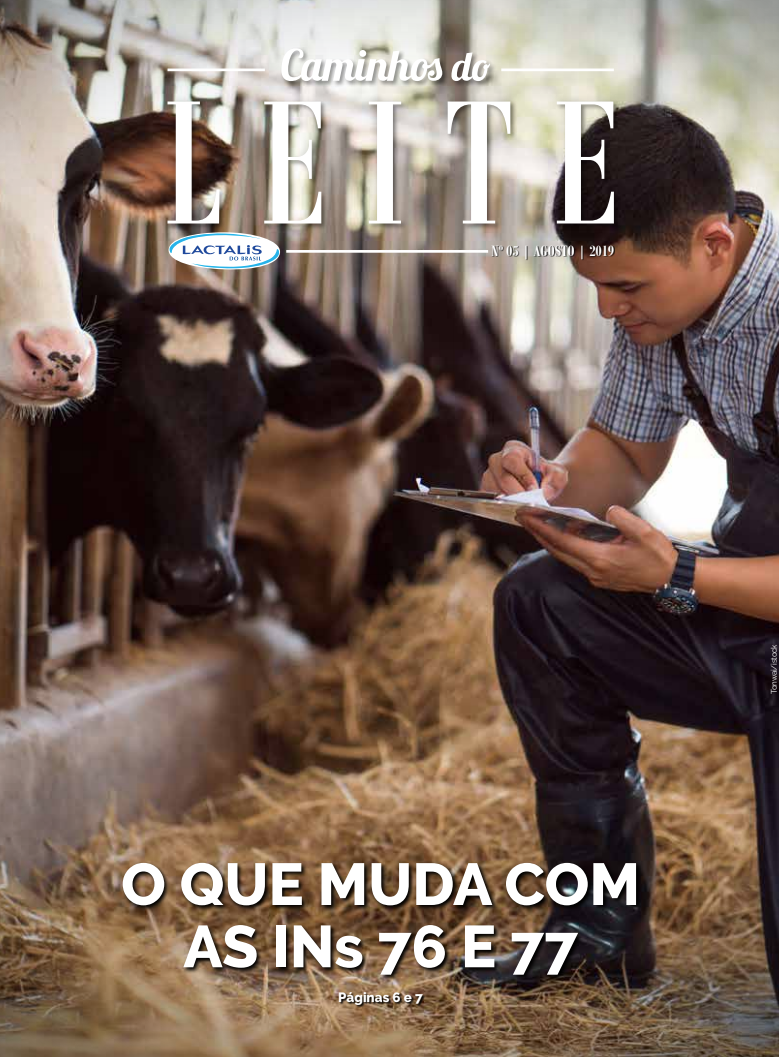 Caminhos do
LEITE
LACTALIS
DO BRASIL
Nº 05 | AGOSTO | 2019
Tonwai/istock
O QUE MUDA COM
AS INs 76 E 77
Páginas 6 e 7